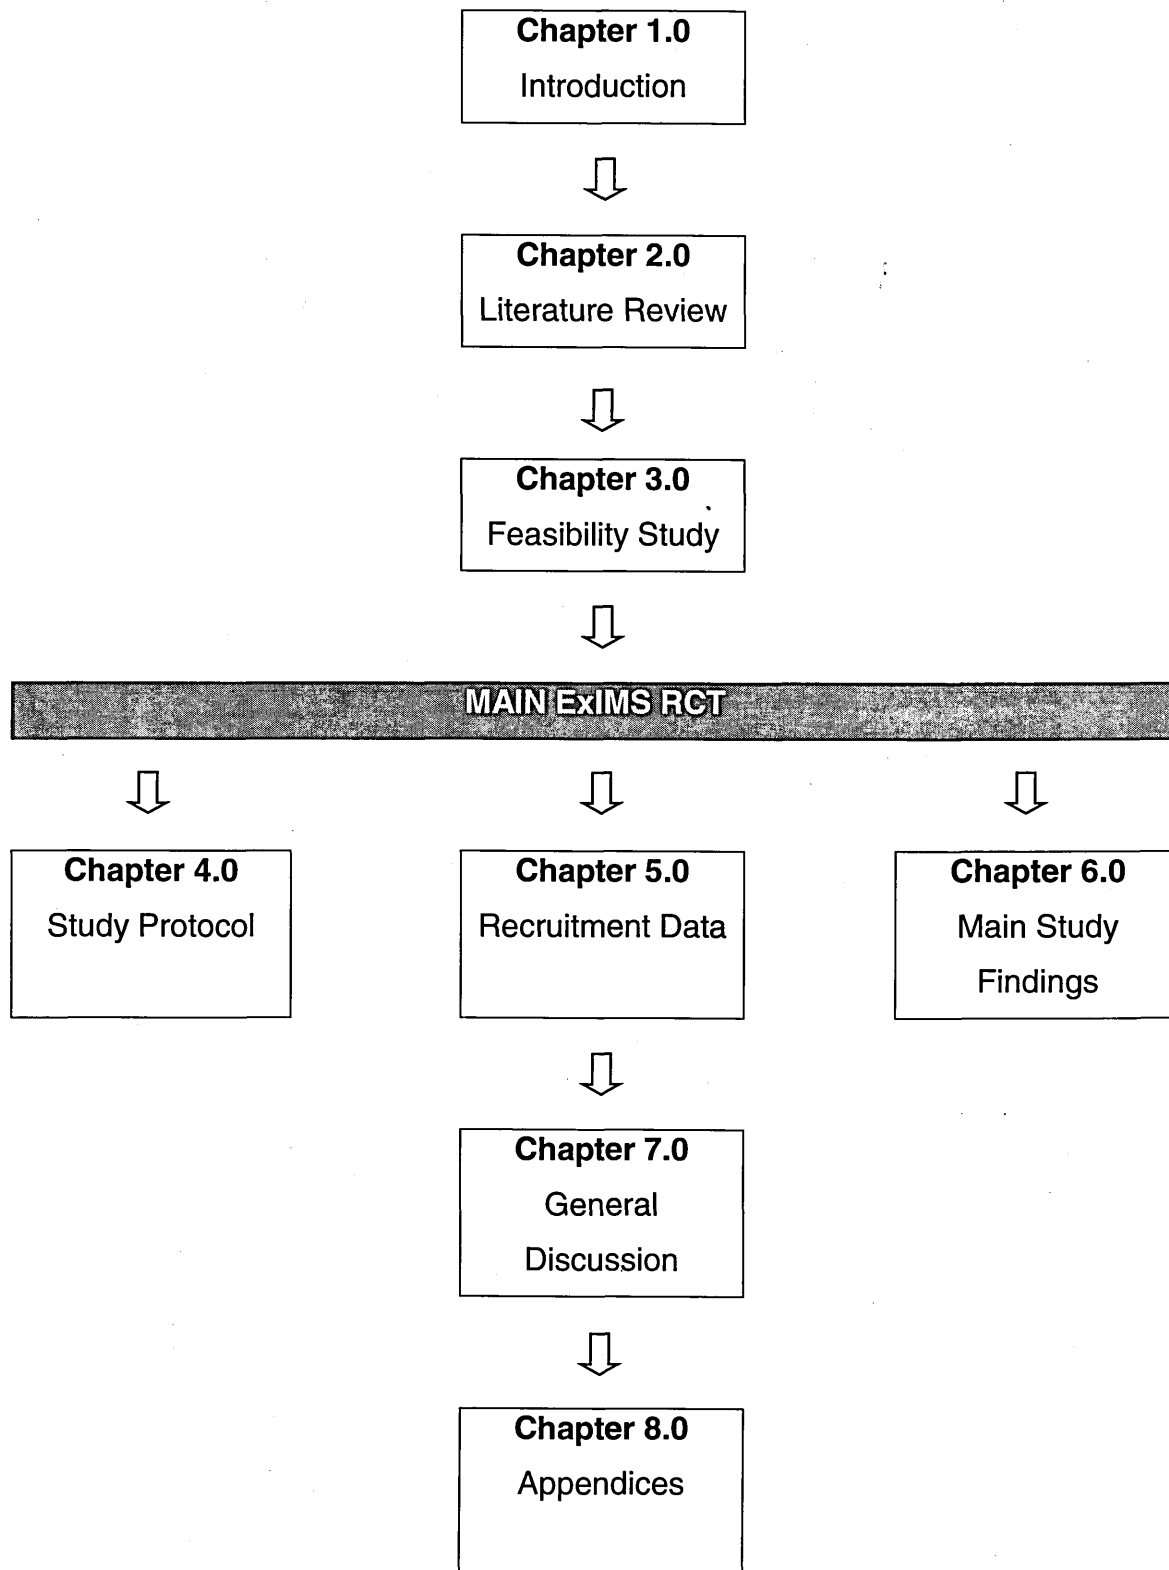 Chapter 1.0
Introduction
Chapter 2.0
Literature Review
Chapter 3.0
Feasibility Study
MAIN ExIMS RCT
Chapter 4.0
Study Protocol
Chapter 5.0
Recruitment Data
Chapter 6.0
Main Study
Findings
Chapter 7.0
General
Discussion
Chapter 8.0
Appendices